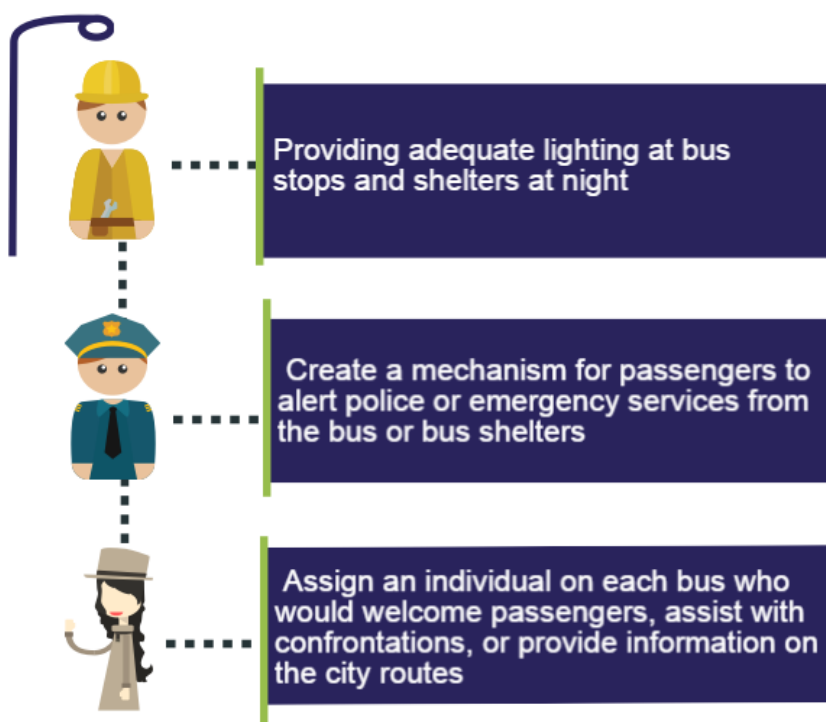 Providing adequate lighting at bus
stops and shelters at night
Create a mechanism for passengers to
alert police or emergency services from
the bus or bus shelters
Assign an individual on each bus who
would welcome passengers, assist with
confrontations, or provide information on
the city routes